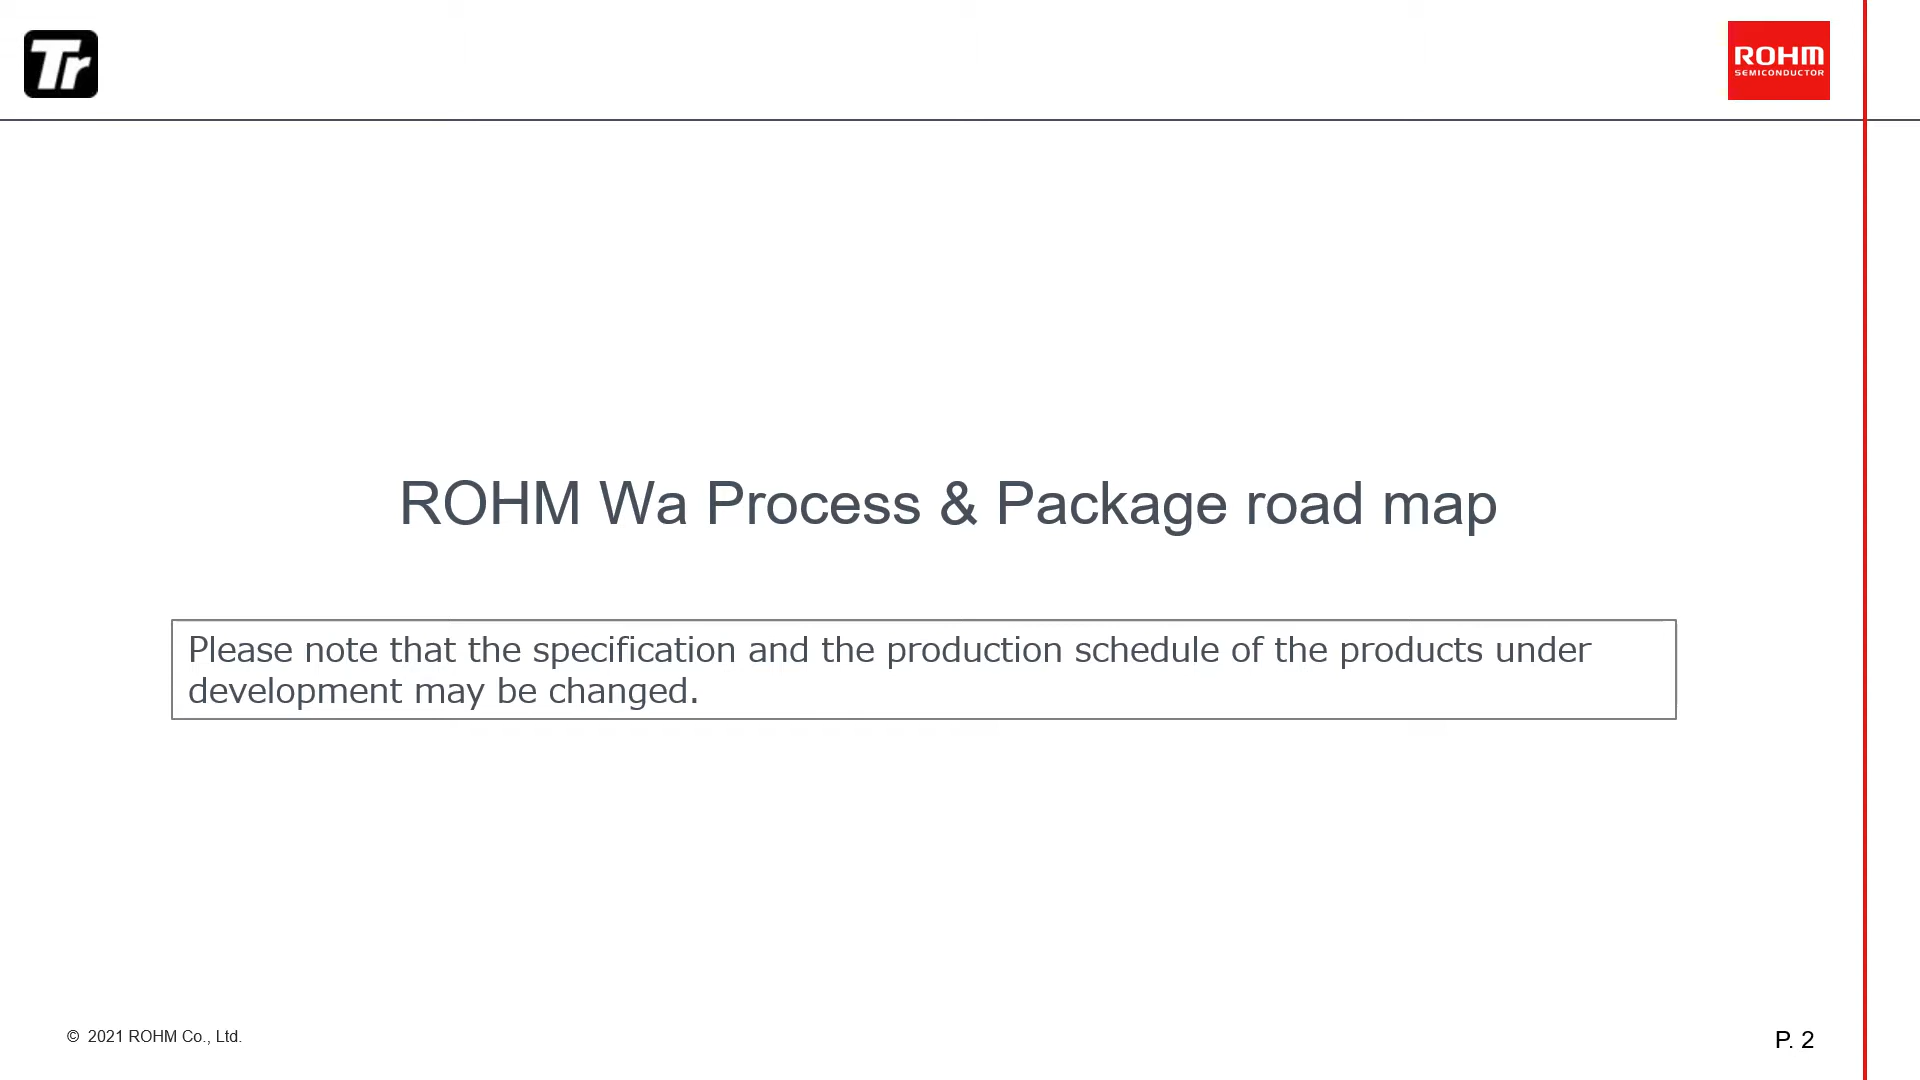 Tr
ROHM
SEMICONDUCTOR
ROHM Wa Process & Package road map
Please note that the specification and the production schedule of the products under
development may be changed.
© 2021 ROHM Co., Ltd.
P. 2